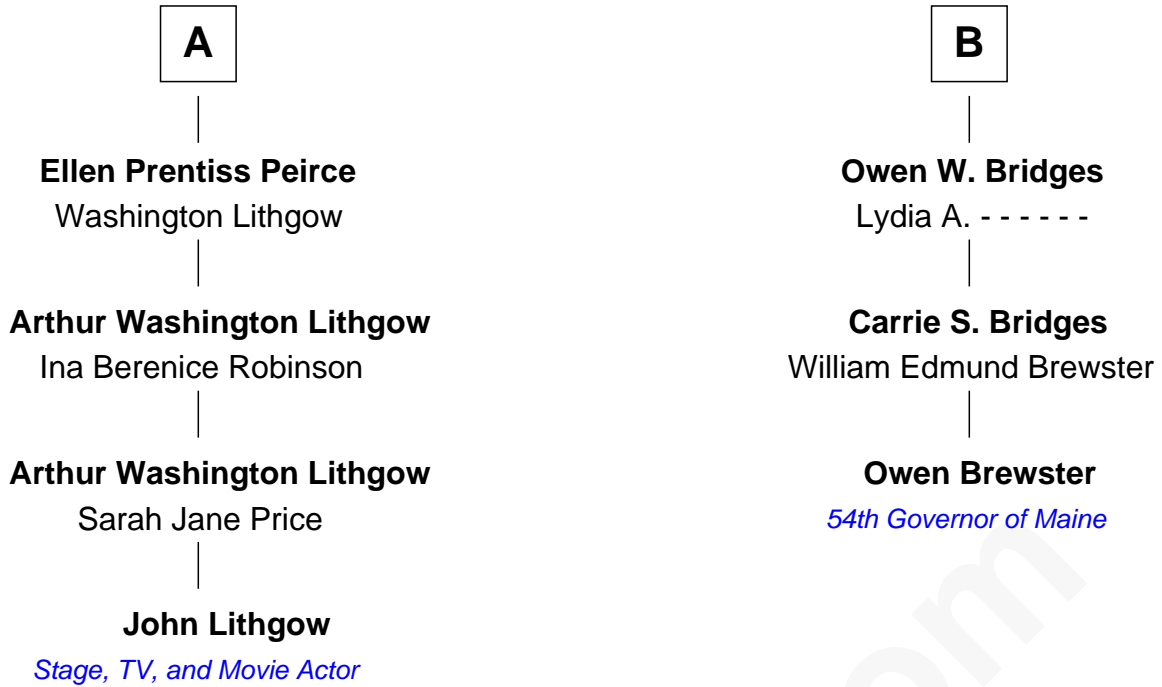 A
Ellen Prentiss Peirce
Washington Lithgow
Arthur Washington Lithgow
Ina Berenice Robinson
Arthur Washington Lithgow
Sarah Jane Price
John Lithgow
Stage, TV, and Movie Actor
B
Owen W. Bridges
Lydia A. - - - - - -
Carrie S. Bridges
William Edmund Brewster
Owen Brewster
54th Governor of Maine
om